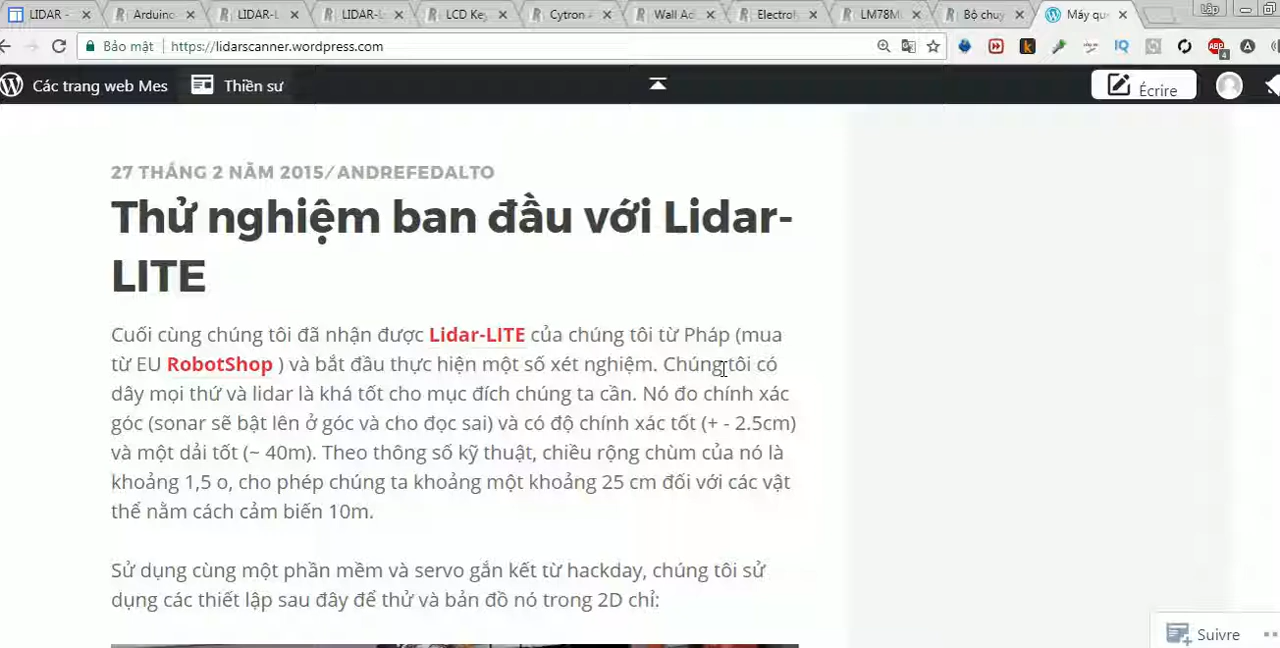 LIDAR -
Arduino
LIDAR-L
LIDAR-L
LCD Key
Cytron
Wall Ac
Electrol
LM78M
Bộ chuy
Máy qu
Lập
Bảo mật
https://lidarscanner.wordpress.com
IQ
ABP
4
Các trang web Mes
Thiền sư
Écrire
27 THÁNG 2 NĂM 2015/ANDREFEDALTO
Thử nghiệm ban đầu với Lidar-
LITE
Cuối cùng chúng tôi đã nhận được Lidar-LITE của chúng tôi từ Pháp (mua
từ EU RobotShop ) và bắt đầu thực hiện một số xét nghiệm. Chúng tôi có
dây mọi thứ và lidar là khá tốt cho mục đích chúng ta cần. Nó đo chính xác
góc (sonar sẽ bật lên ở góc và cho đọc sai) và có độ chính xác tốt (+ - 2.5cm)
và một dải tốt (~ 40m). Theo thông số kỹ thuật, chiều rộng chùm của nó là
khoảng 1,5 o, cho phép chúng ta khoảng một khoảng 25 cm đối với các vật
thể nằm cách cảm biến 10m.
Sử dụng cùng một phần mềm và servo gắn kết từ hackday, chúng tôi sử
dụng các thiết lập sau đây để thử và bản đồ nó trong 2D chỉ:
Suivre